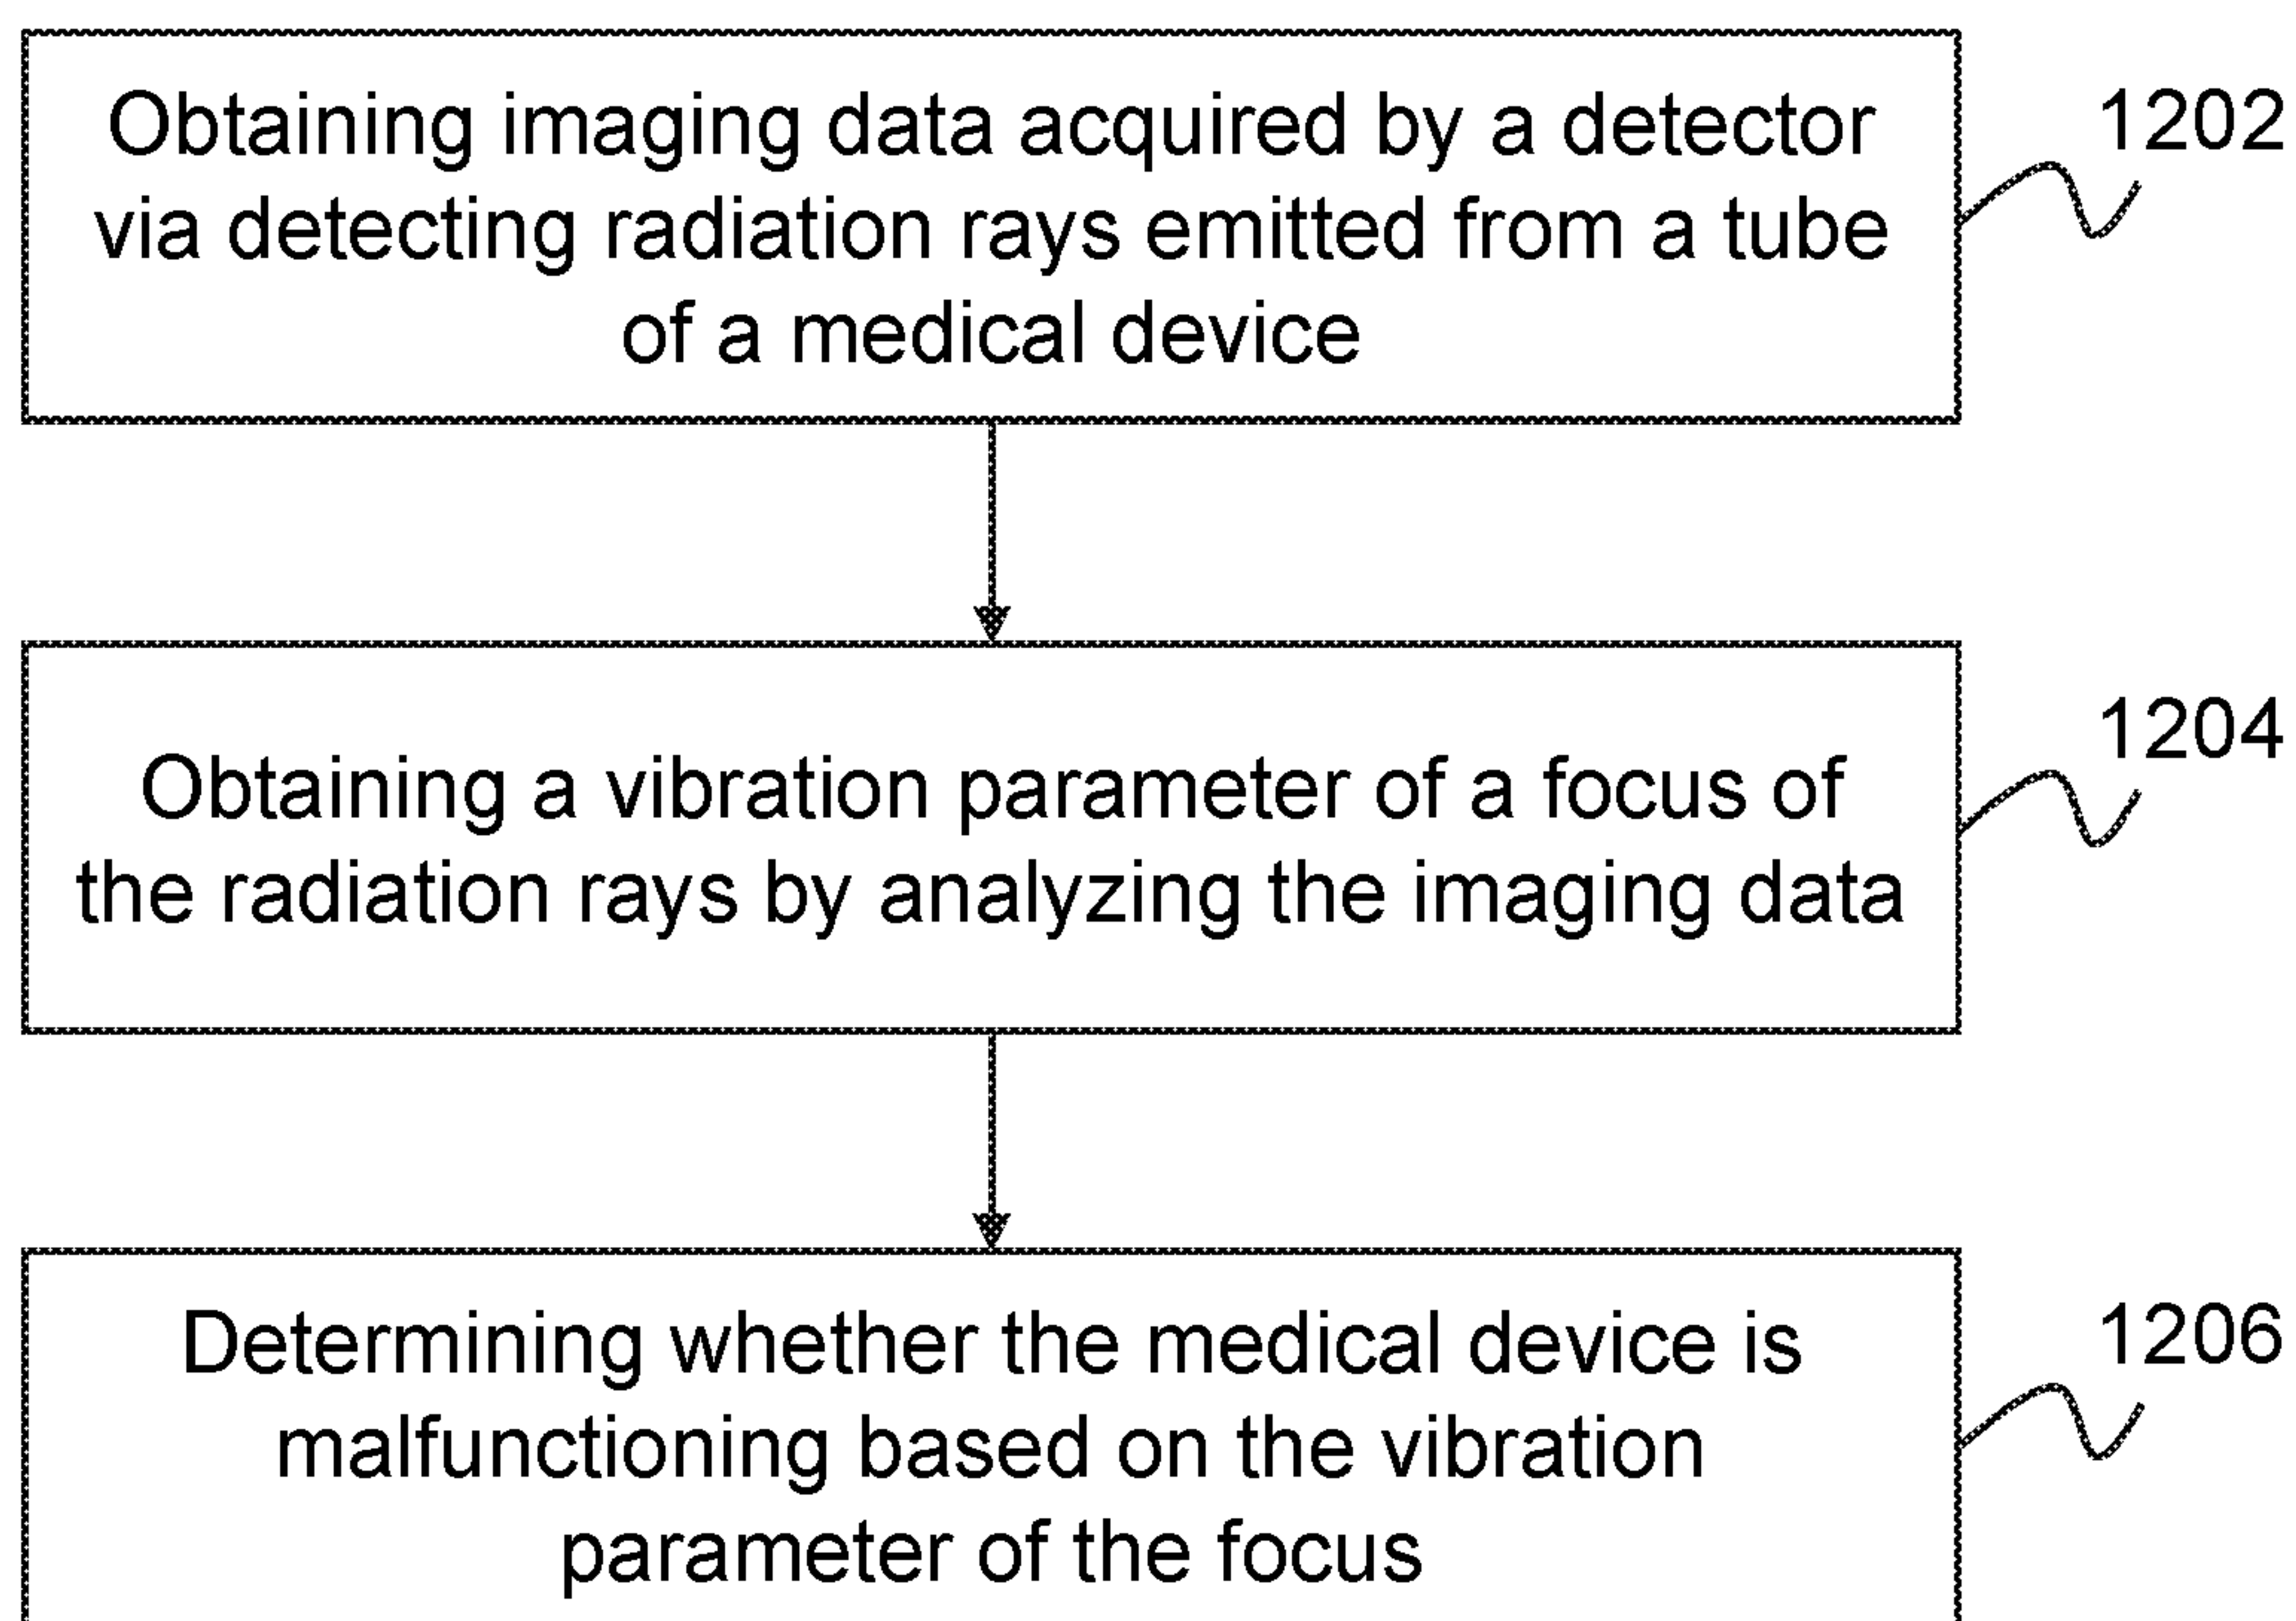 Obtaining imaging data acquired by a detector
via detecting radiation rays emitted from a tube
of a medical device
1202
Obtaining a vibration parameter of a focus of
the radiation rays by analyzing the imaging data
1204
Determining whether the medical device is
malfunctioning based on the vibration
parameter of the focus
1206